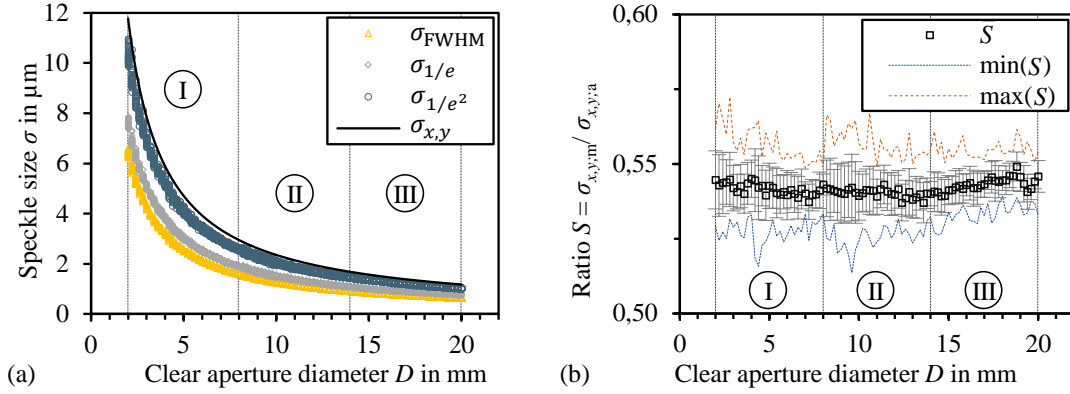 12
10
8
6
4
2
0
Speckle size σ in µm
σFWHM
σ1/e
σ1/e²
σx,y
I
II
III
0 5 10 15 20
(a) Clear aperture diameter D in mm
0,60
0,55
0,50
Ratio S = σx,y;m/ σx,y;a
S
min(S)
max(S)
I II III
0 5 10 15 20
(b) Clear aperture diameter D in mm